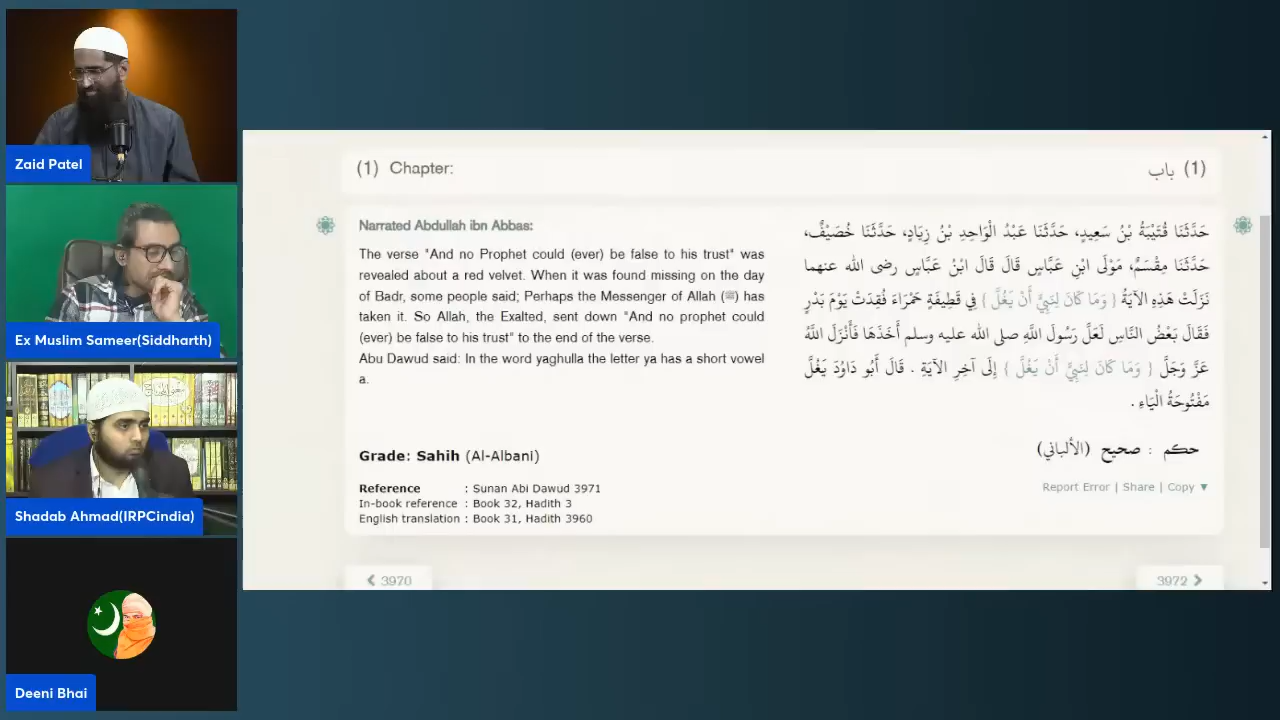 Zaid Patel
Ex Muslim Sameer(Siddharth)
Shadab Ahmad(IRPCindia)
Deeni Bhai
(1) Chapter:
(1) باب
Narrated Abdullah ibn Abbas:
The verse "And no Prophet could (ever) be false to his trust" was
revealed about a red velvet. When it was found missing on the day
of Badr, some people said; Perhaps the Messenger of Allah (ﷺ) has
taken it. So Allah, the Exalted, sent down "And no prophet could
(ever) be false to his trust" to the end of the verse.
Abu Dawud said: In the word yaghulla the letter ya has a short vowel
a.
حَدَّثَنَا قُتَيْبَةُ بْنُ سَعِيدٍ، حَدَّثَنَا عَبْدُ الْوَاحِدِ بْنُ زِيَادٍ، حَدَّثَنَا خُصَيْفٌ،
حَدَّثَنَا مِقْسَمٌ، مَوْلَى ابْنِ عَبَّاسٍ قَالَ قَالَ ابْنُ عَبَّاسٍ رضى الله عنهما
نَزَلَتْ هَذِهِ الآيَةُ { وَمَا كَانَ لِنَبِيٍّ أَنْ يَغُلَّ } فِي قَطِيفَةٍ حَمْرَاءَ فُقِدَتْ يَوْمَ بَدْرٍ
فَقَالَ بَعْضُ النَّاسِ لَعَلَّ رَسُولَ اللَّهِ صلى الله عليه وسلم أَخَذَهَا فَأَنْزَلَ اللَّهُ
عَزَّ وَجَلَّ { وَمَا كَانَ لِنَبِيٍّ أَنْ يَغُلَّ } إِلَى آخِرِ الآيَةِ . قَالَ أَبُو دَاوُدَ يَغُلَّ
مَفْتُوحَةُ الْيَاءِ .
Grade: Sahih (Al-Albani)
حكم : صحيح (الألباني)
Reference : Sunan Abi Dawud 3971
In-book reference : Book 32, Hadith 3
English translation : Book 31, Hadith 3960
Report Error | Share | Copy ▼
3970
3972